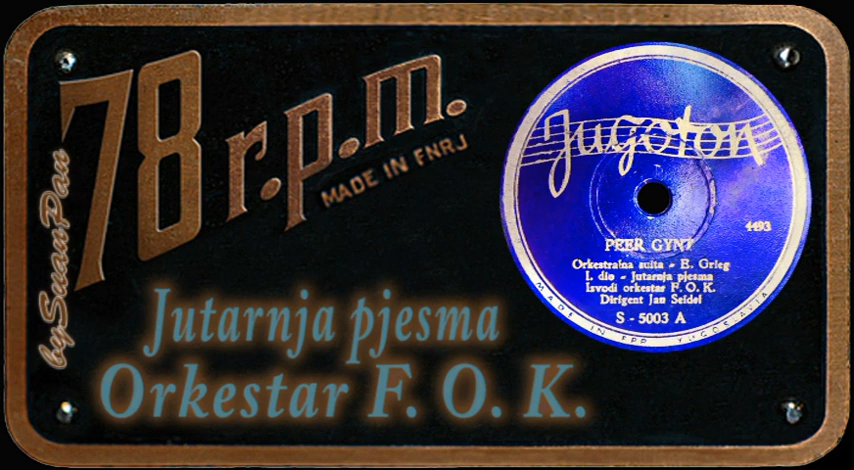 78 r.p.m.
MADE IN FNRJ
bySwanPan
Jutarnja pjesma
Orkestar F. O. K.
Jugoton
4493
PEER GYNT
Orkestralna suita - E. Grieg
I. dio - Jutarnja pjesma
Izvodi orkestar F. O. K.
Dirigent Jan Seidel
S - 5003 A
MADE IN FPR YUGOSLAVIA